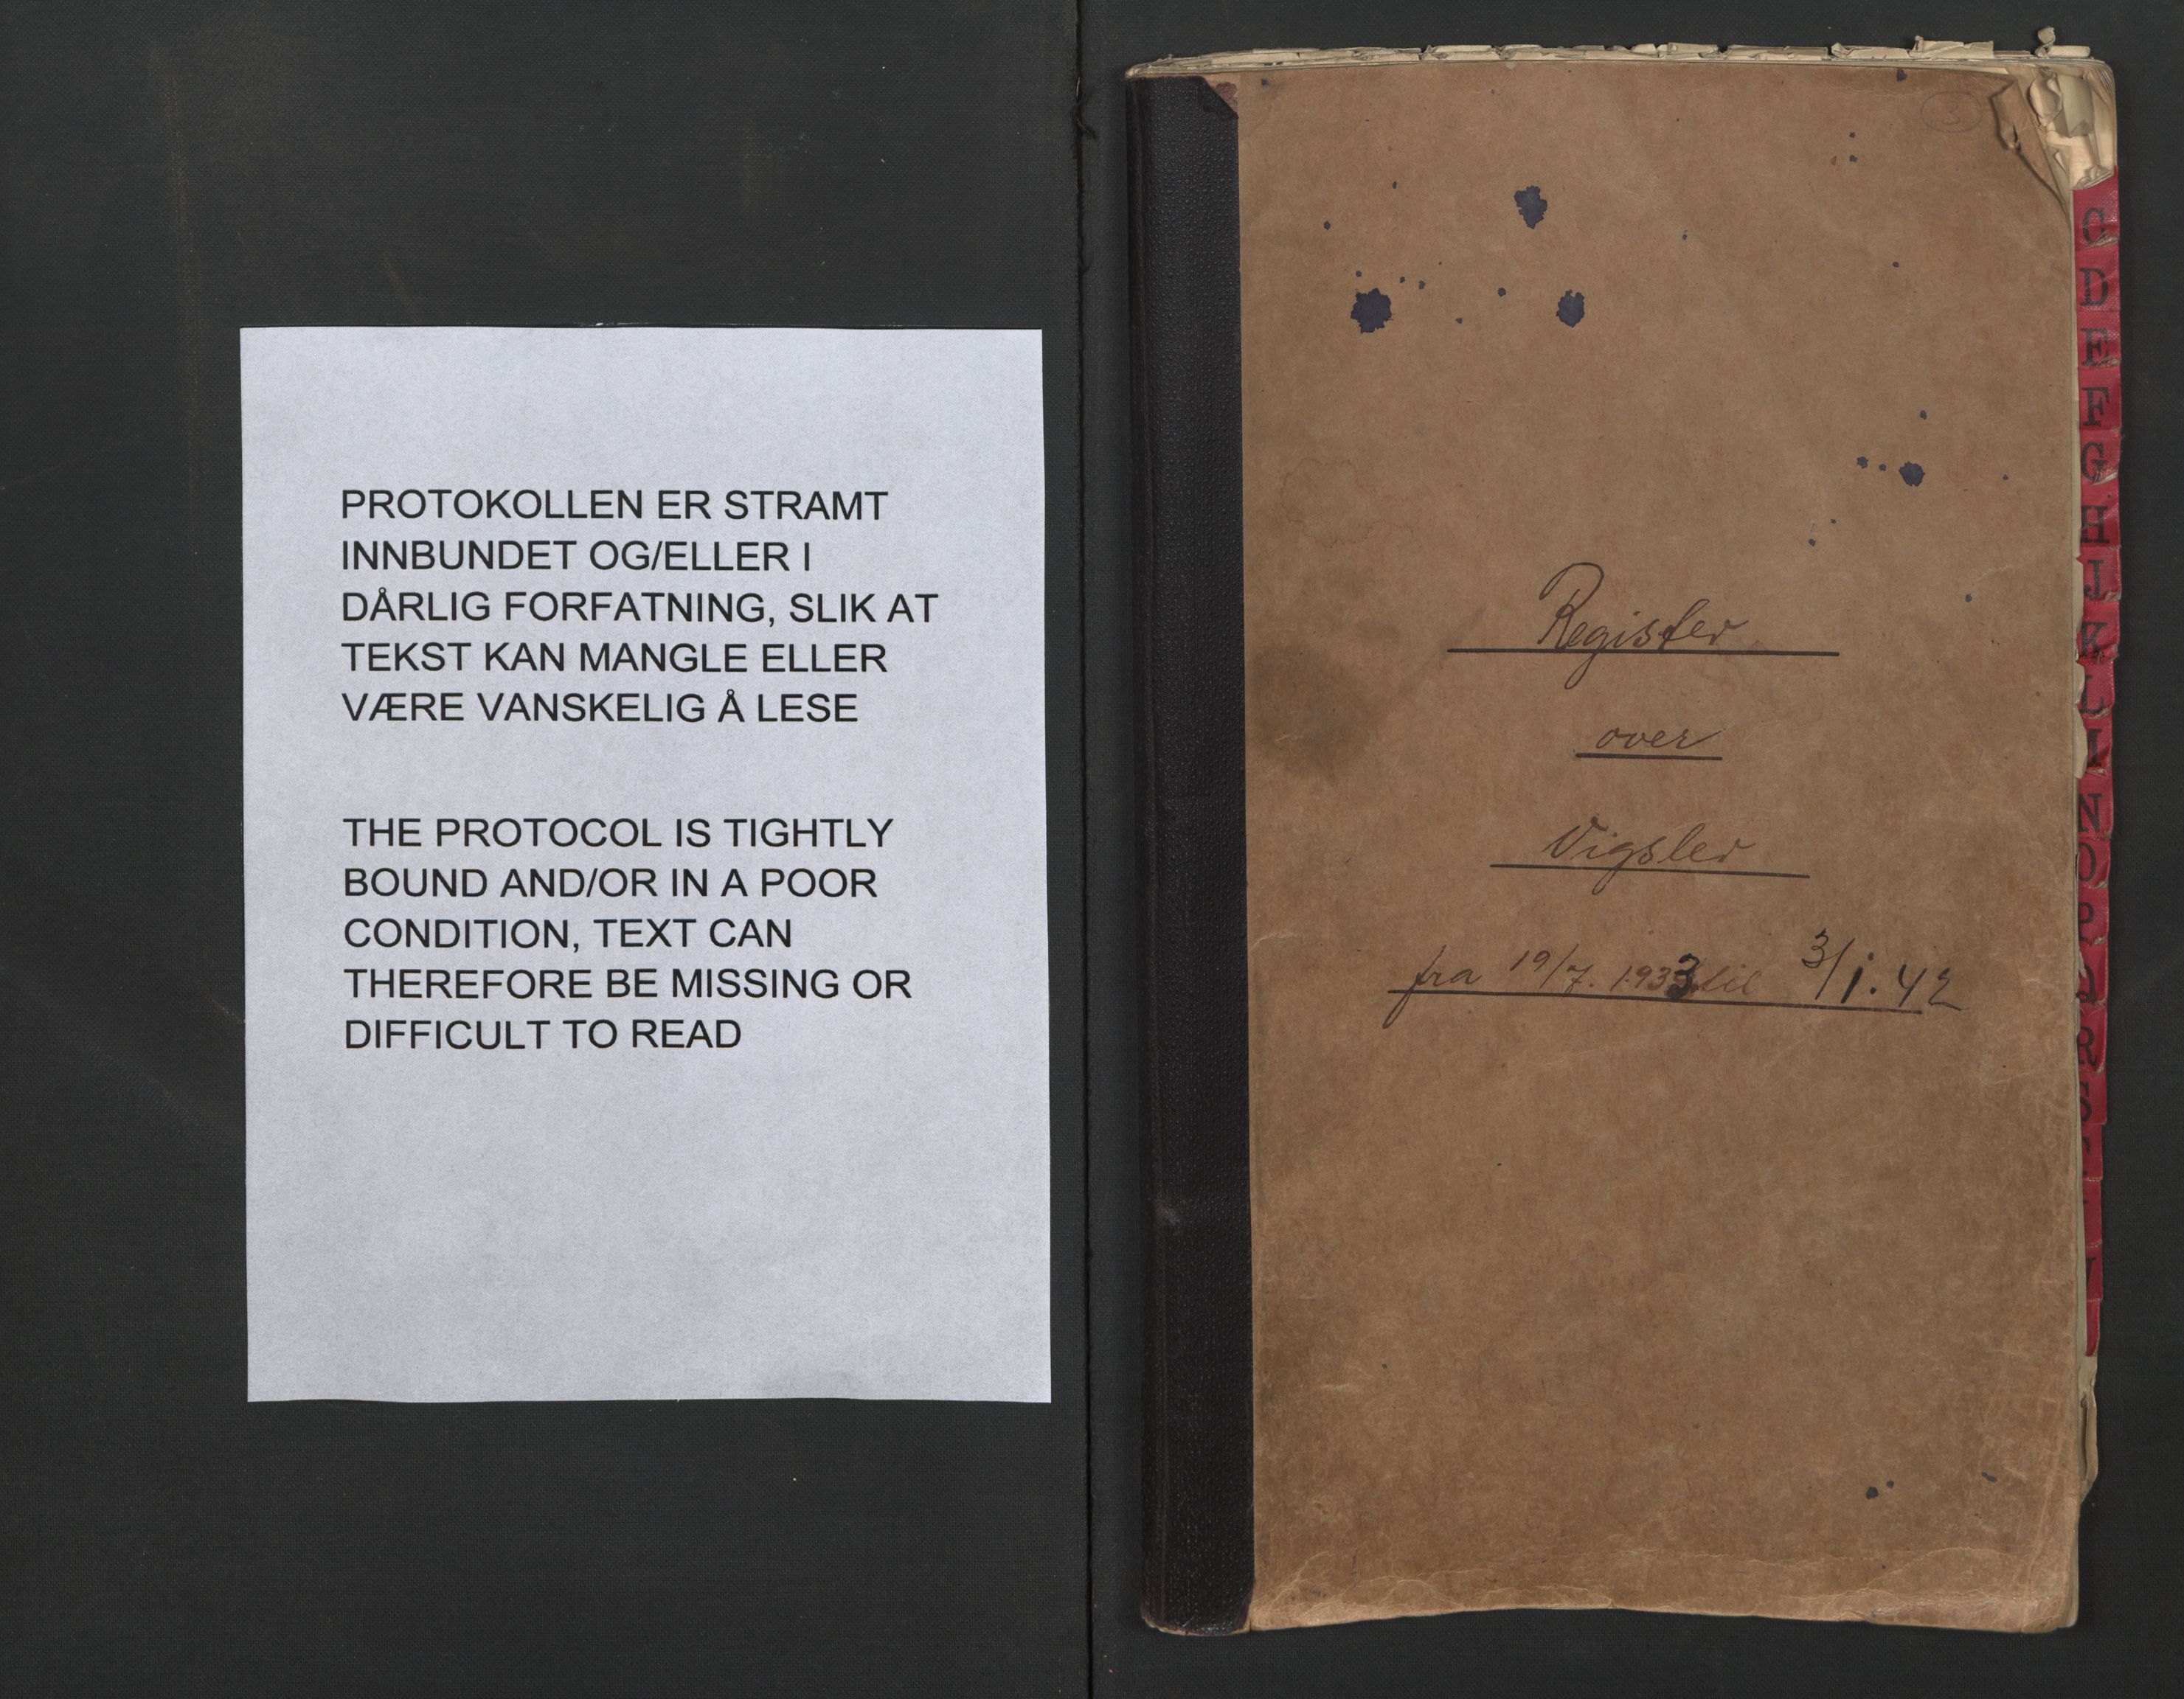 PROTOKOLLEN ER STRAMT
INNBUNDET OG/ELLER I
DÅRLIG FORFATNING, SLIK AT
TEKST KAN MANGLE ELLER
VÆRE VANSKELIG Å LESE
THE PROTOCOL IS TIGHTLY
BOUND AND/OR IN A POOR
CONDITION, TEXT CAN
THEREFORE BE MISSING OR
DIFFICULT TO READ
Register
over
Vigsler
fra 19/7. 1933 til 3/1. 42
C
D
E
F
G
H
J
K
L
N
O
P
Q
R
S